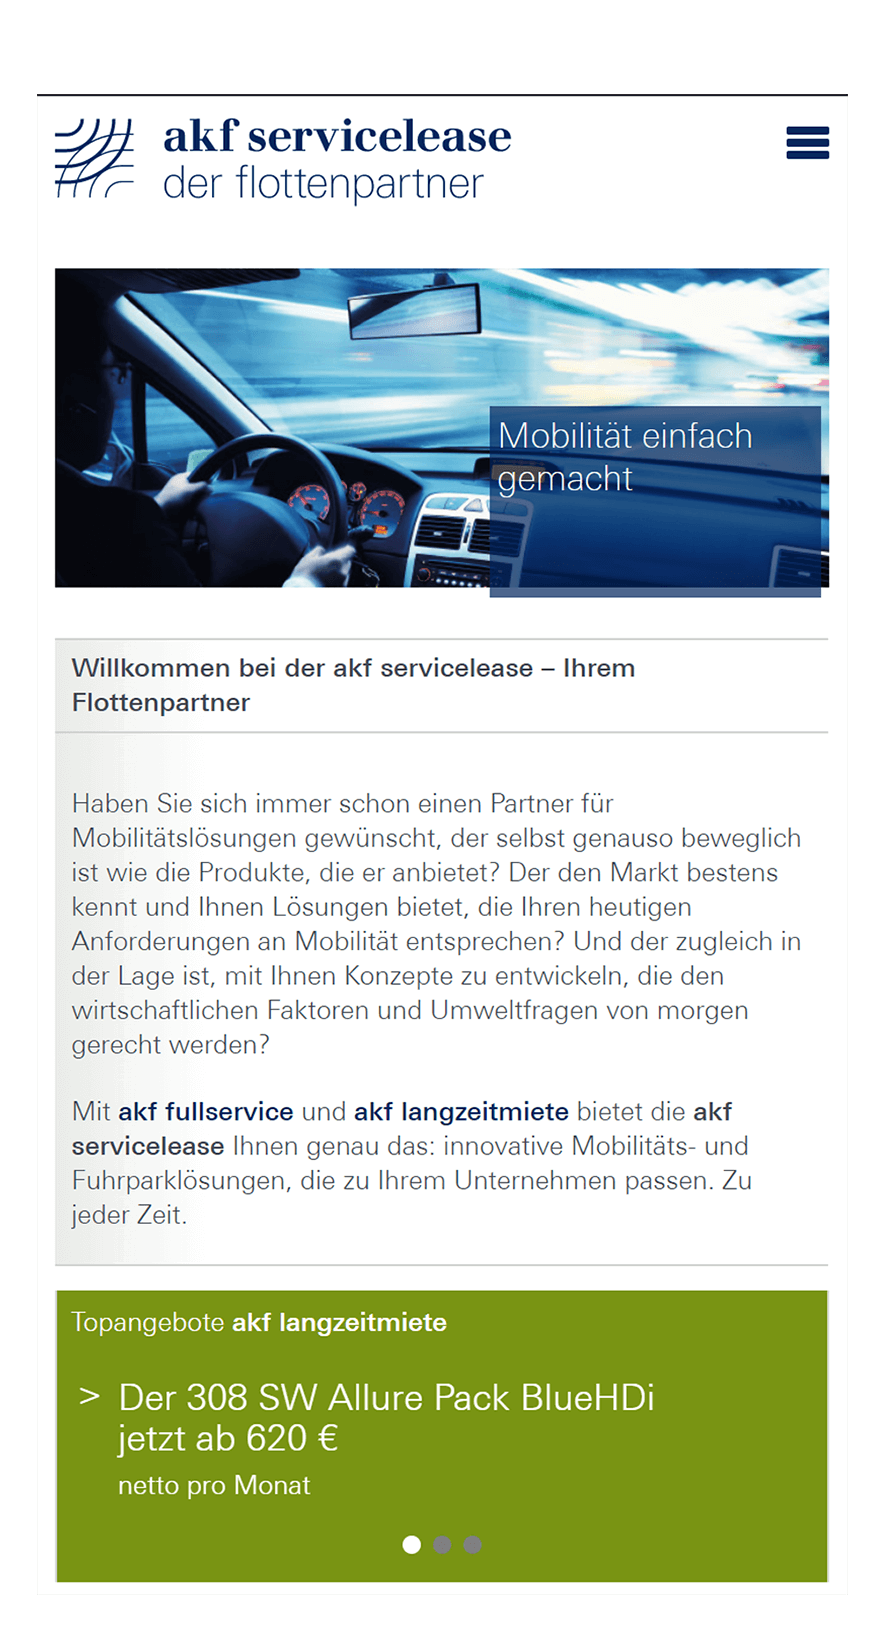 akf servicelease
der flottenpartner
Mobilität einfach
gemacht
Willkommen bei der akf servicelease – Ihrem
Flottenpartner
Haben Sie sich immer schon einen Partner für
Mobilitätslösungen gewünscht, der selbst genauso beweglich
ist wie die Produkte, die er anbietet? Der den Markt bestens
kennt und Ihnen Lösungen bietet, die Ihren heutigen
Anforderungen an Mobilität entsprechen? Und der zugleich in
der Lage ist, mit Ihnen Konzepte zu entwickeln, die den
wirtschaftlichen Faktoren und Umweltfragen von morgen
gerecht werden?
Mit akf fullservice und akf langzeitmiete bietet die akf
servicelease Ihnen genau das: innovative Mobilitäts- und
Fuhrparklösungen, die zu Ihrem Unternehmen passen. Zu
jeder Zeit.
Topangebote akf langzeitmiete
> Der 308 SW Allure Pack BlueHDi
jetzt ab 620 €
netto pro Monat